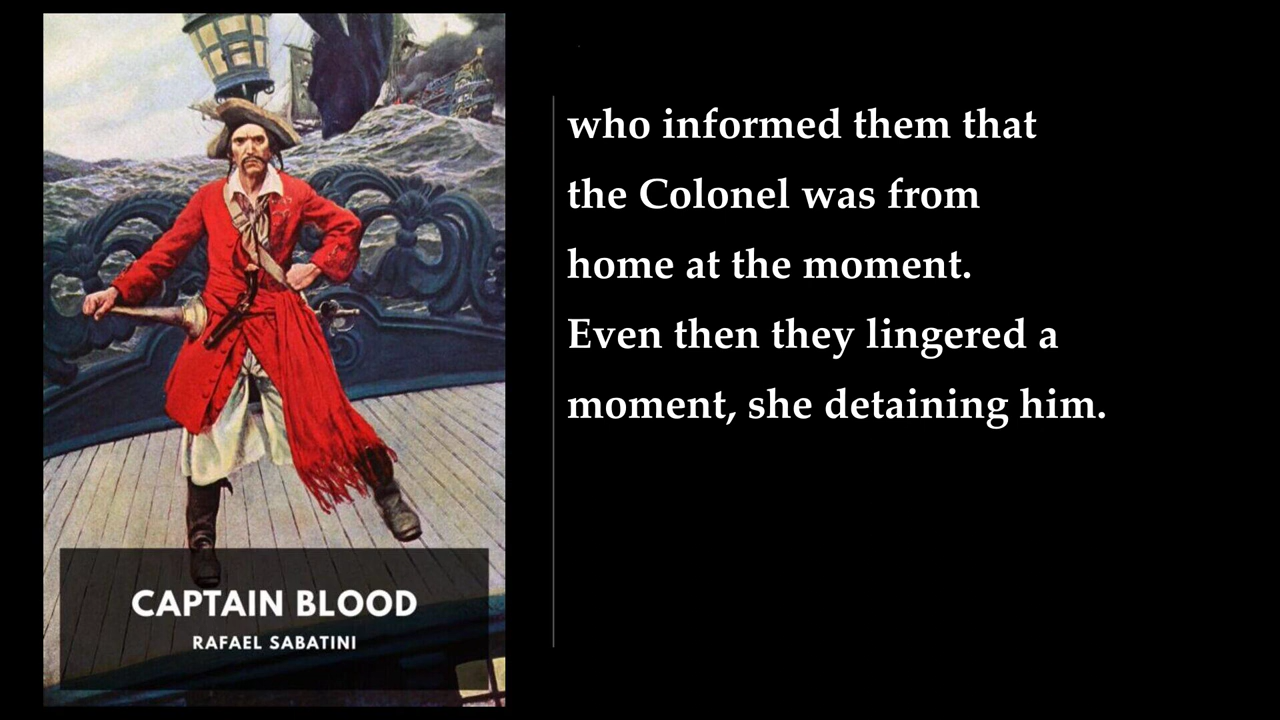 who informed them that
the Colonel was from
home at the moment.
Even then they lingered a
moment, she detaining him.
CAPTAIN BLOOD
RAFAEL SABATINI